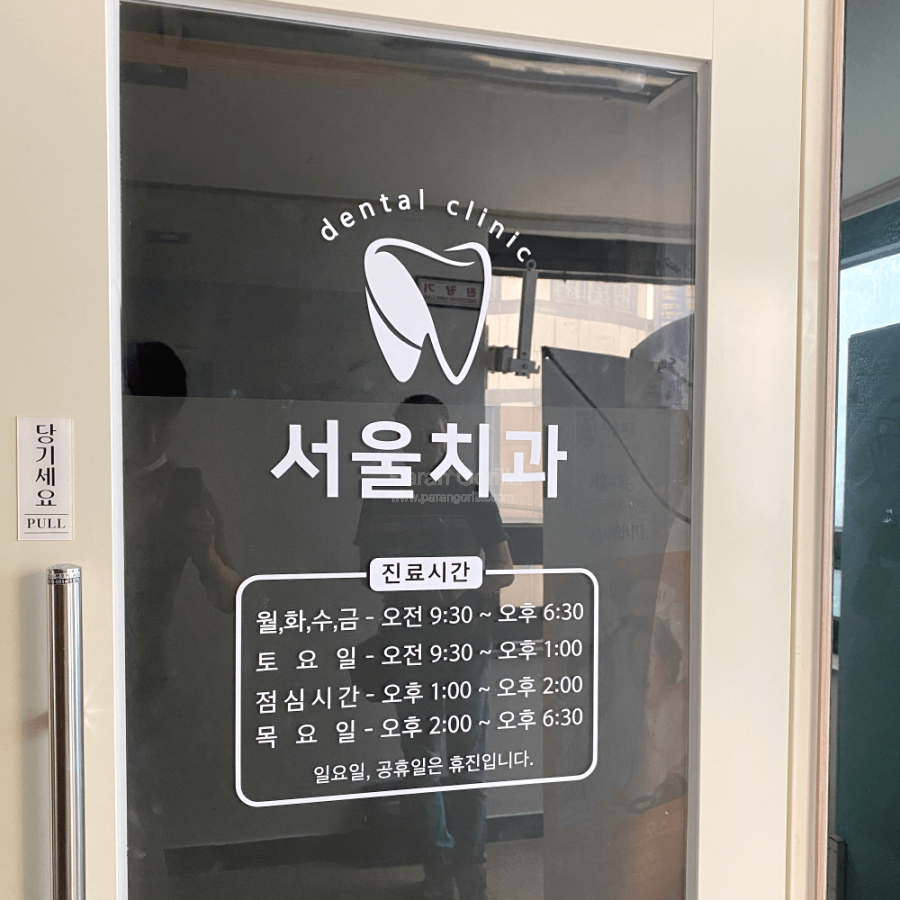 dental clinic
서울치과
당기세요
PULL
진료시간
월,화,수,금 - 오전 9:30 ~ 오후 6:30
토 요 일 - 오전 9:30 ~ 오후 1:00
점심시간 - 오후 1:00 ~ 오후 2:00
목 요 일 - 오후 2:00 ~ 오후 6:30
일요일, 공휴일은 휴진입니다.